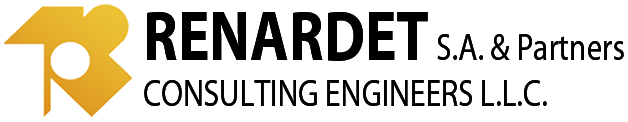 RENARDET S.A. & Partners
CONSULTING ENGINEERS L.L.C.